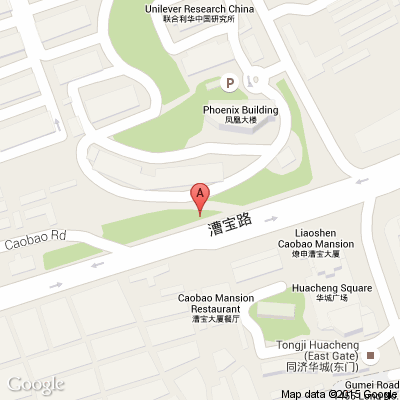 Unilever Research China
联合利华中国研究所
P
Phoenix Building
凤凰大楼
A
漕宝路
Caobao Rd
Liaoshen
Caobao Mansion
燎申漕宝大厦
Huacheng Square
华城广场
Caobao Mansion
Restaurant
漕宝大厦餐厅
Tongji Huacheng
(East Gate)
同济华城(东门)
Gumei Road
Google
Map data ©2015 Google